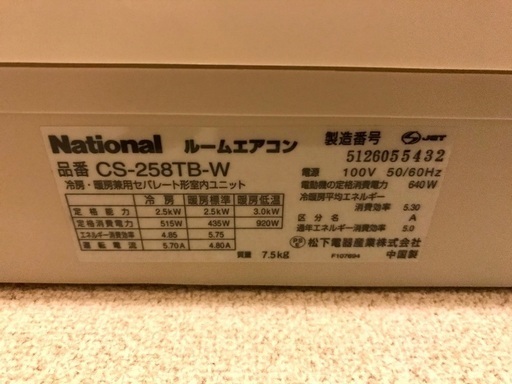 National ルームエアコン 製造番号 JET
品番 CS-258TB-W 5126055432
冷房・暖房兼用セパレート形室内ユニット
電源 100V 50/60Hz
電動機の定格消費電力 640W
冷暖房平均エネルギー
消費効率 5.30
区分名 A
通年エネルギー消費効率 5.0
冷房 暖房標準 暖房低温
定格能力 2.5kW 2.5kW 3.0kW
定格消費電力 515W 435W 920W
エネルギー消費効率 4.85 5.75
運転電流 5.70A 4.80A
質量 7.5kg
松下電器産業株式会社
F107694 中国製